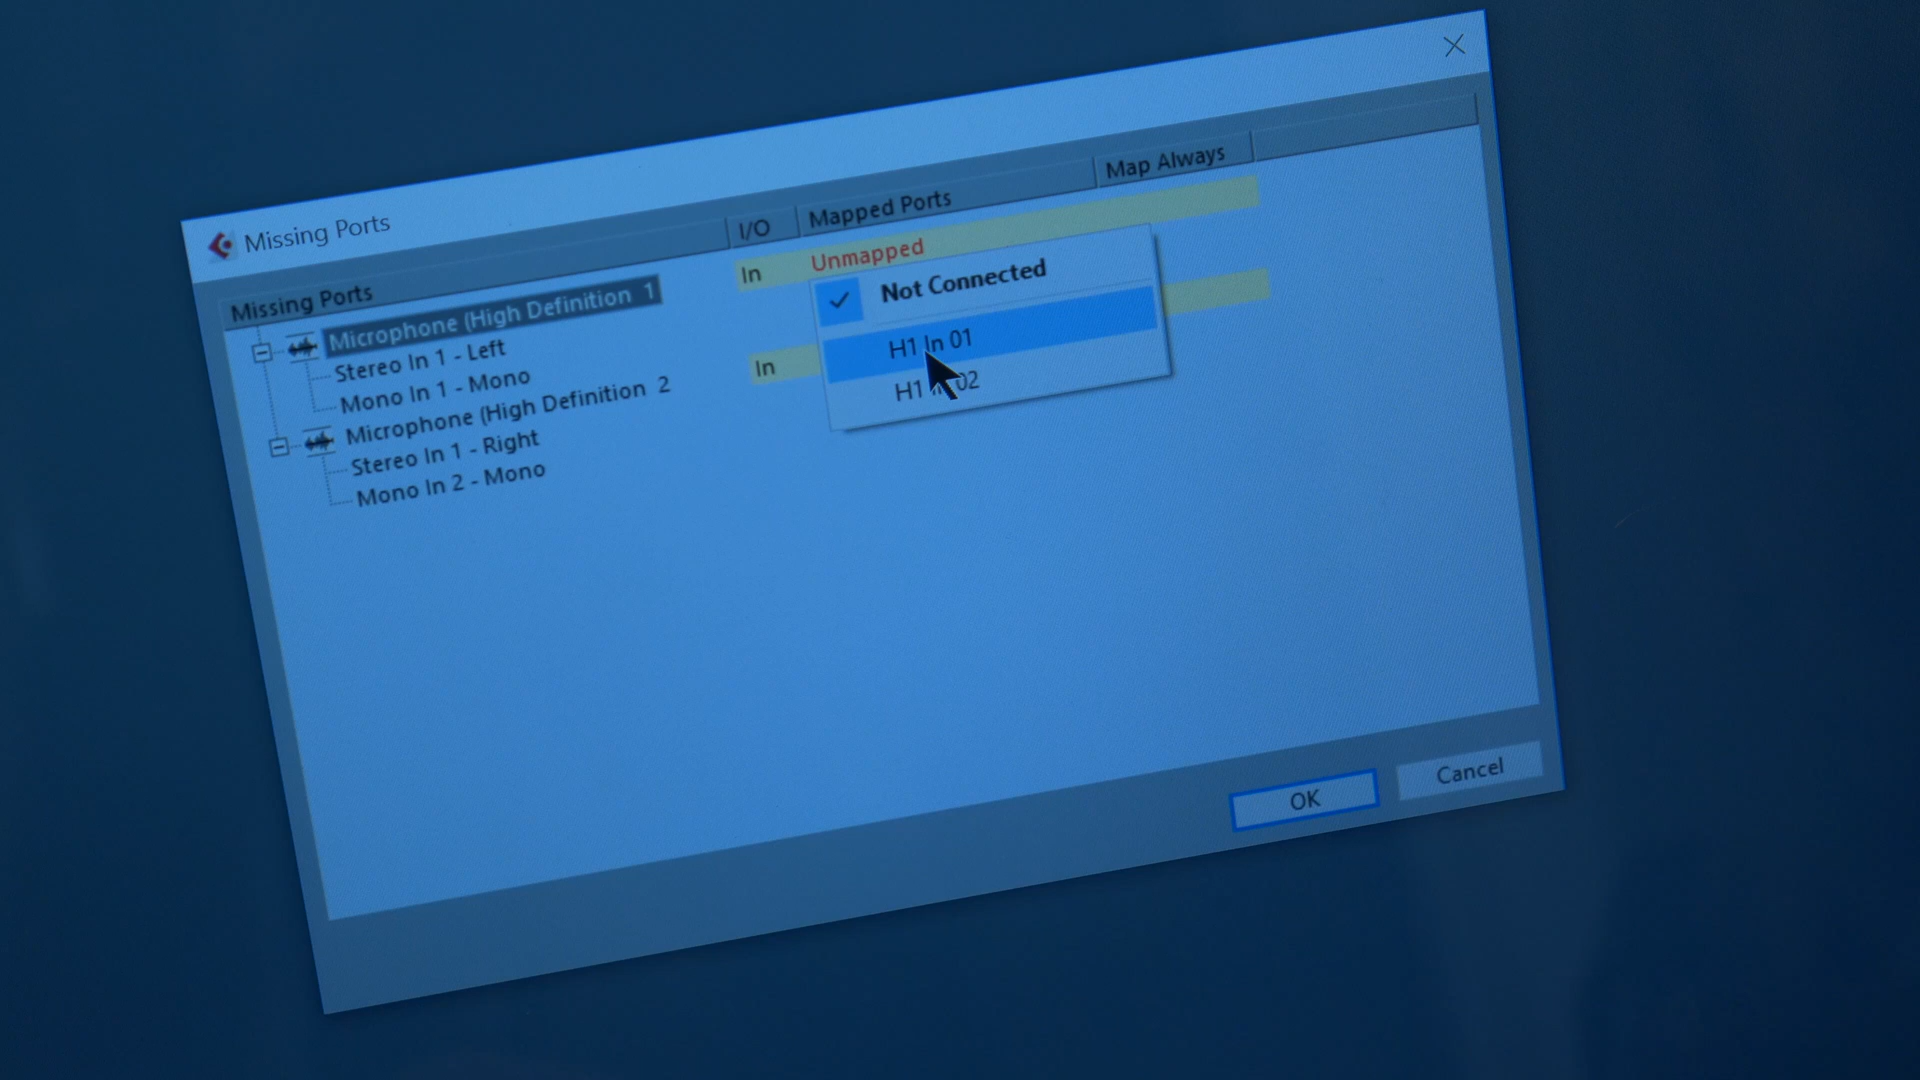 Missing Ports
Missing Ports I/O Mapped Ports Map Always
Microphone (High Definition 1 In Unmapped
Stereo In 1 - Left
Mono In 1 - Mono
Microphone (High Definition 2 In
Stereo In 1 - Right
Mono In 2 - Mono
Not Connected
H1 In 01
H1 02
OK Cancel